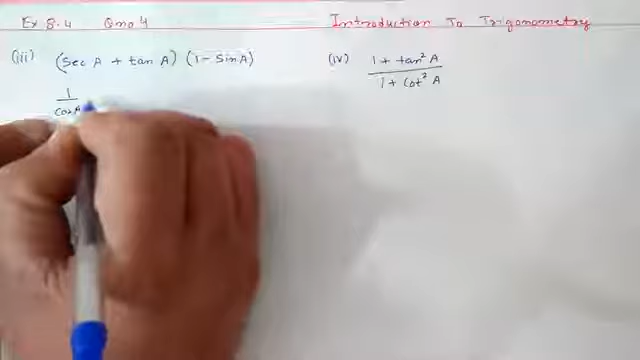 Ex 8.4 Qno 4 Introduction To Trigonometry
(iii) (Sec A + tan A) (1 - Sin A)
1
Cos A
(iv) 1 + tan² A
1 + Cot² A